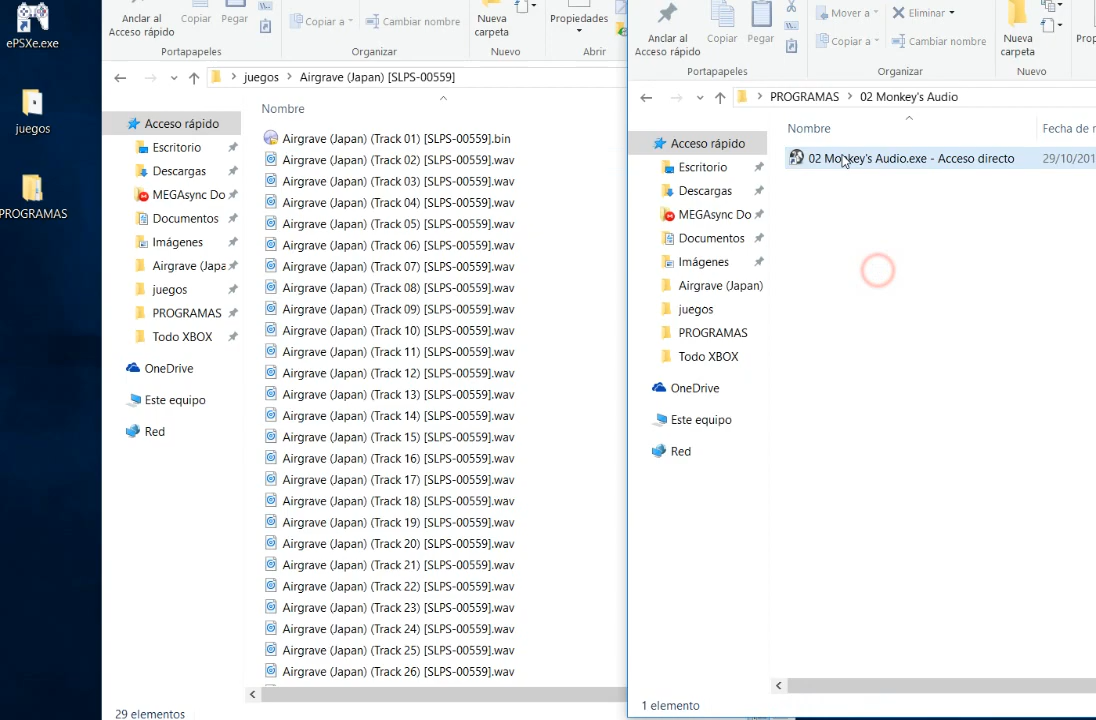 ePSXe.exe
juegos
PROGRAMAS
Anclar al
Acceso rápido
Copiar
Pegar
Copiar a
Cambiar nombre
Nueva
carpeta
Propiedades
Portapapeles
Organizar
Nuevo
Abrir
juegos
Airgrave (Japan) [SLPS-00559]
Acceso rápido
Escritorio
Descargas
MEGAsync Do
Documentos
Imágenes
Airgrave (Japa
juegos
PROGRAMAS
Todo XBOX
OneDrive
Este equipo
Red
Nombre
Airgrave (Japan) (Track 01) [SLPS-00559].bin
Airgrave (Japan) (Track 02) [SLPS-00559].wav
Airgrave (Japan) (Track 03) [SLPS-00559].wav
Airgrave (Japan) (Track 04) [SLPS-00559].wav
Airgrave (Japan) (Track 05) [SLPS-00559].wav
Airgrave (Japan) (Track 06) [SLPS-00559].wav
Airgrave (Japan) (Track 07) [SLPS-00559].wav
Airgrave (Japan) (Track 08) [SLPS-00559].wav
Airgrave (Japan) (Track 09) [SLPS-00559].wav
Airgrave (Japan) (Track 10) [SLPS-00559].wav
Airgrave (Japan) (Track 11) [SLPS-00559].wav
Airgrave (Japan) (Track 12) [SLPS-00559].wav
Airgrave (Japan) (Track 13) [SLPS-00559].wav
Airgrave (Japan) (Track 14) [SLPS-00559].wav
Airgrave (Japan) (Track 15) [SLPS-00559].wav
Airgrave (Japan) (Track 16) [SLPS-00559].wav
Airgrave (Japan) (Track 17) [SLPS-00559].wav
Airgrave (Japan) (Track 18) [SLPS-00559].wav
Airgrave (Japan) (Track 19) [SLPS-00559].wav
Airgrave (Japan) (Track 20) [SLPS-00559].wav
Airgrave (Japan) (Track 21) [SLPS-00559].wav
Airgrave (Japan) (Track 22) [SLPS-00559].wav
Airgrave (Japan) (Track 23) [SLPS-00559].wav
Airgrave (Japan) (Track 24) [SLPS-00559].wav
Airgrave (Japan) (Track 25) [SLPS-00559].wav
Airgrave (Japan) (Track 26) [SLPS-00559].wav
29 elementos
Anclar al
Acceso rápido
Copiar
Pegar
Mover a
Copiar a
Eliminar
Cambiar nombre
Nueva
carpeta
Prop
Portapapeles
Organizar
Nuevo
PROGRAMAS
02 Monkey's Audio
Acceso rápido
Escritorio
Descargas
MEGAsync Do
Documentos
Imágenes
Airgrave (Japan)
juegos
PROGRAMAS
Todo XBOX
OneDrive
Este equipo
Red
Nombre
Fecha de
02 Monkey's Audio.exe - Acceso directo
29/10/201
1 elemento